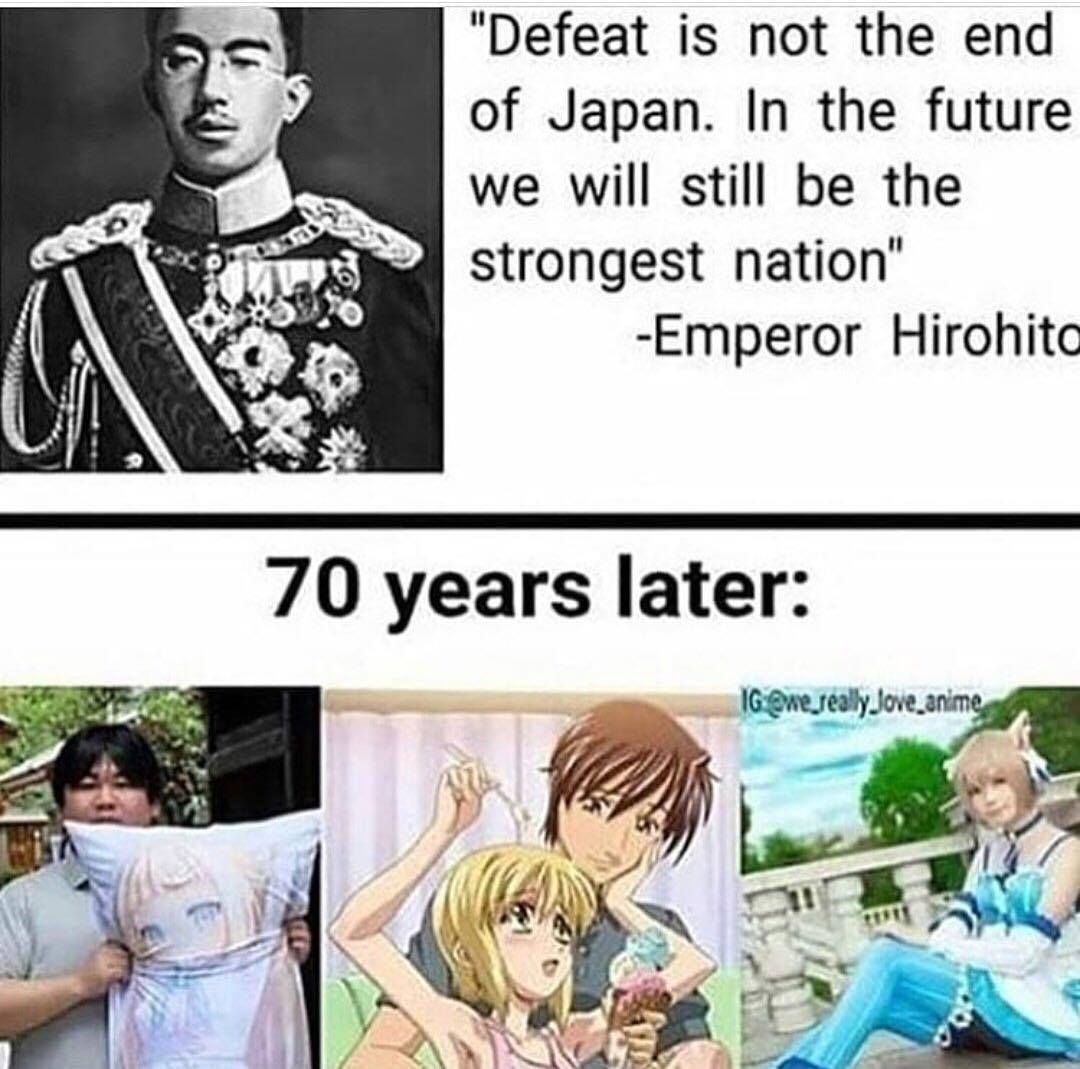 "Defeat is not the end
of Japan. In the future
we will still be the
strongest nation"
-Emperor Hirohito
70 years later:
IG:@we_really_love_anime